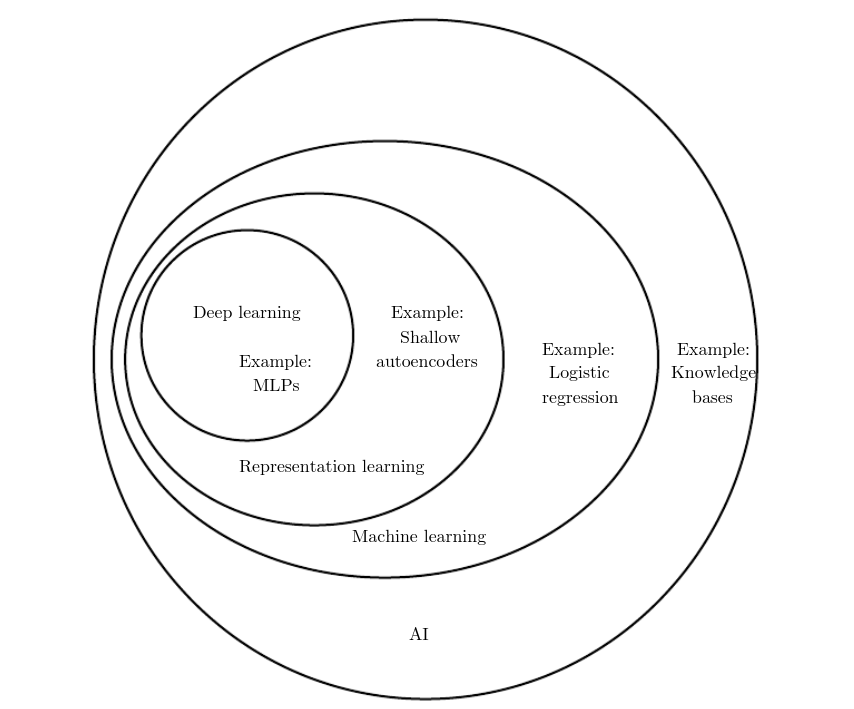 Deep learning
Example:
MLPs
Example:
Shallow
autoencoders
Example:
Logistic
regression
Example:
Knowledge
bases
Representation learning
Machine learning
AI